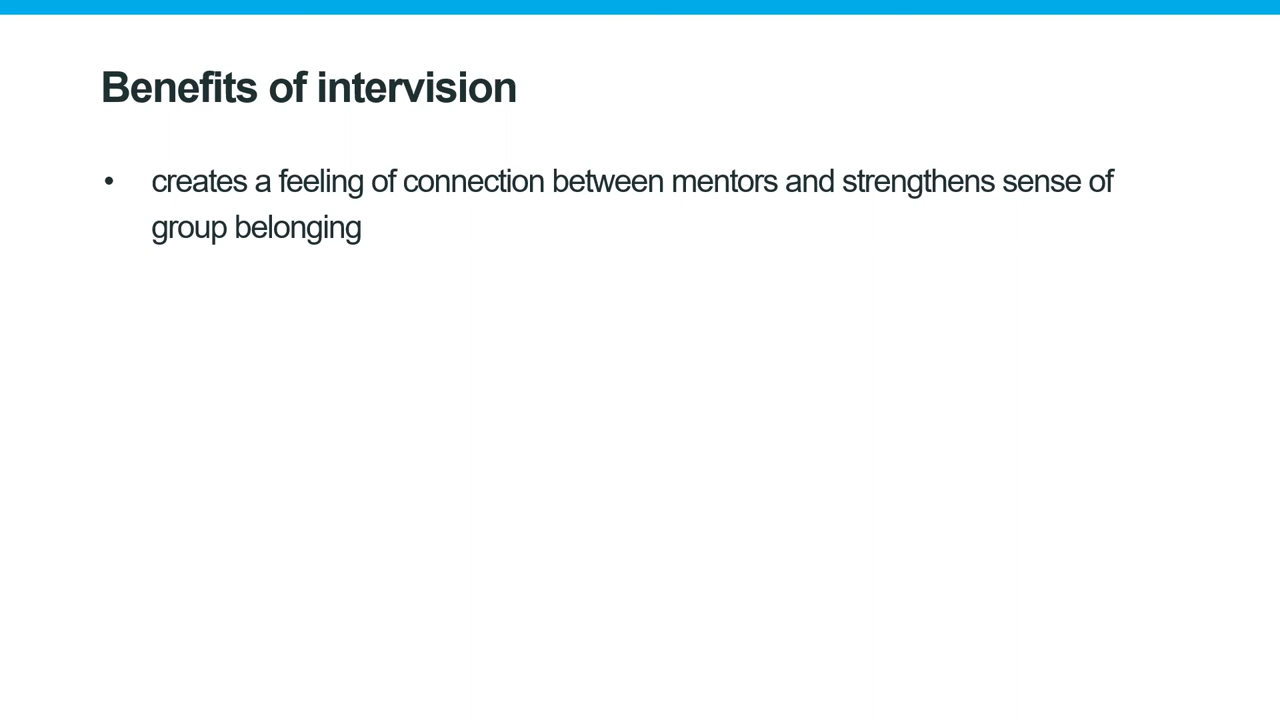 Benefits of intervision
• creates a feeling of connection between mentors and strengthens sense of
group belonging